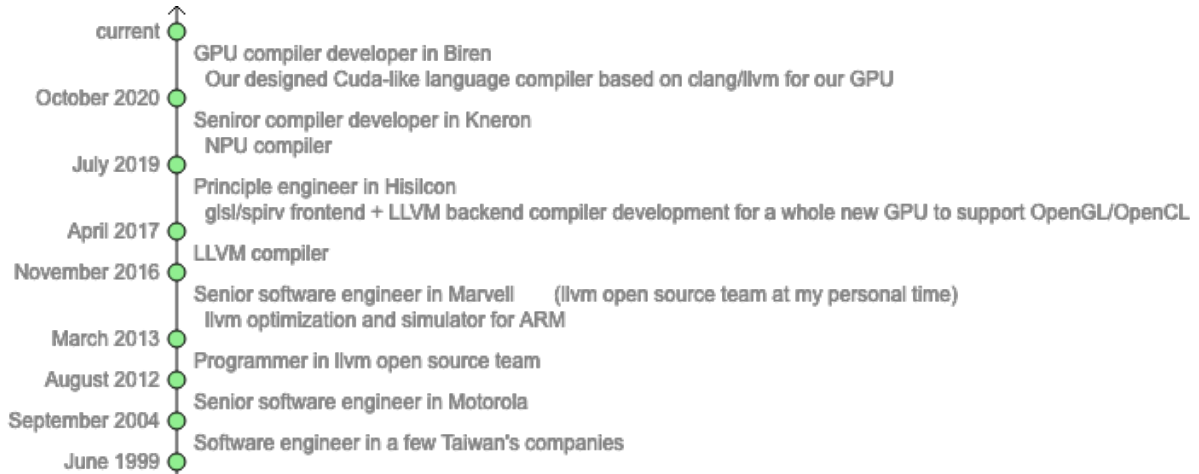 current
GPU compiler developer in Biren
Our designed Cuda-like language compiler based on clang/llvm for our GPU
October 2020
Seniror compiler developer in Kneron
NPU compiler
July 2019
Principle engineer in Hisilcon
glsl/spirv frontend + LLVM backend compiler development for a whole new GPU to support OpenGL/OpenCL
April 2017
LLVM compiler
November 2016
Senior software engineer in Marvell (llvm open source team at my personal time)
llvm optimization and simulator for ARM
March 2013
Programmer in llvm open source team
August 2012
Senior software engineer in Motorola
September 2004
Software engineer in a few Taiwan's companies
June 1999